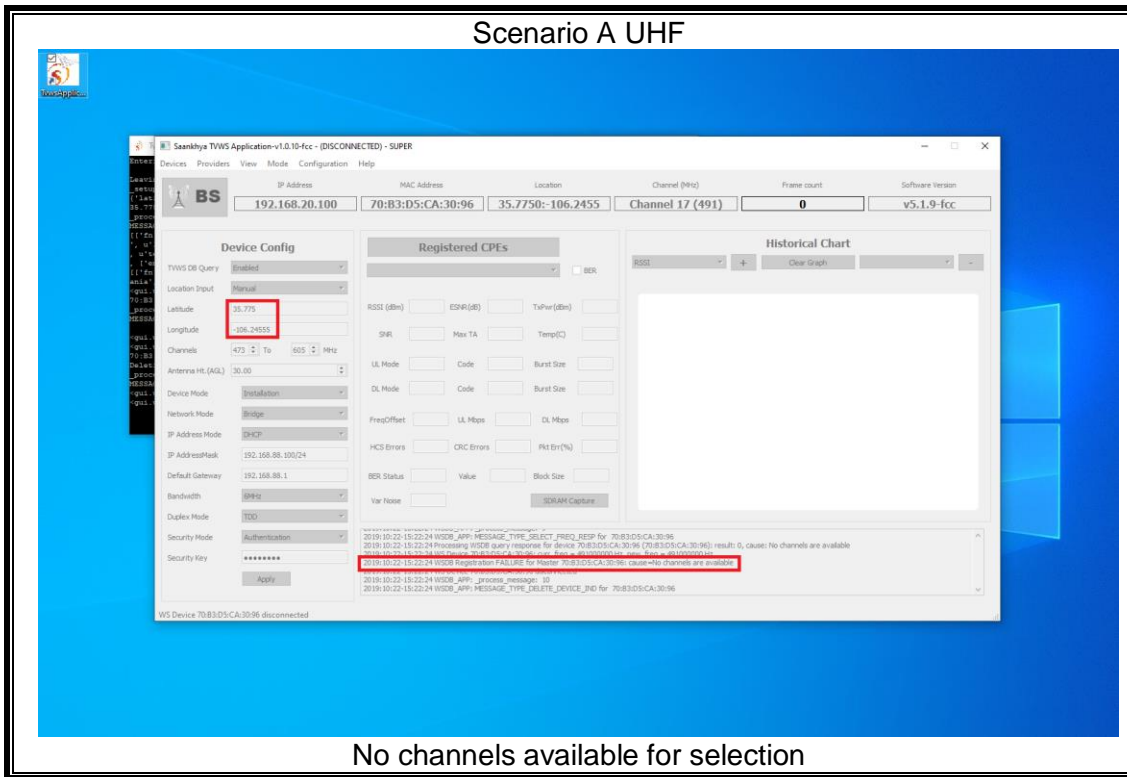 Scenario A UHF
Saankhya TVWS Application-v1.0.10-fcc - (DISCONNECTED) - SUPER
Devices Providers View Mode Configuration Help
IP Address MAC Address Location Channel (MHz) Frame count Software Version
BS 192.168.20.100 70:B3:D5:CA:30:96 35.7750:-106.2455 Channel 17 (491) 0 v5.1.9-fcc
Device Config
TVWS DB Query Enabled
Location Input Manual
Latitude 35.775
Longitude -106.24555
Channels 473 To 605 MHz
Antenna Ht.(AGL) 30.00
Device Mode Installation
Network Mode Bridge
IP Address Mode DHCP
IP AddressMask 192.168.88.100/24
Default Gateway 192.168.88.1
Bandwidth 6MHz
Duplex Mode TDD
Security Mode Authentication
Security Key ••••••••
Apply
Registered CPEs
BER
RSSI (dBm) ESNR(dB) TxPwr(dBm)
SNR Max TA Temp(C)
UL Mode Code Burst Size
DL Mode Code Burst Size
FreqOffset UL Mbps DL Mbps
HCS Errors CRC Errors Pkt Err(%)
BER Status Value Block Size
Var Noise SDRAM Capture
Historical Chart
RSSI + Clear Graph -
2019:10:22-15:22:24 WSDB_APP: MESSAGE_TYPE_SELECT_FREQ_RESP for 70:B3:D5:CA:30:96
2019:10:22-15:22:24 Processing WSDB query response for device 70:B3:D5:CA:30:96 (70:B3:D5:CA:30:96): result: 0, cause: No channels are available
2019:10:22-15:22:24 WSDB Registration FAILURE for Master 70:B3:D5:CA:30:96: cause=No channels are available
2019:10:22-15:22:24 WSDB_APP: _process_message: 10
2019:10:22-15:22:24 WSDB_APP: MESSAGE_TYPE_DELETE_DEVICE_IND for 70:B3:D5:CA:30:96
WS Device 70:B3:D5:CA:30:96 disconnected
No channels available for selection